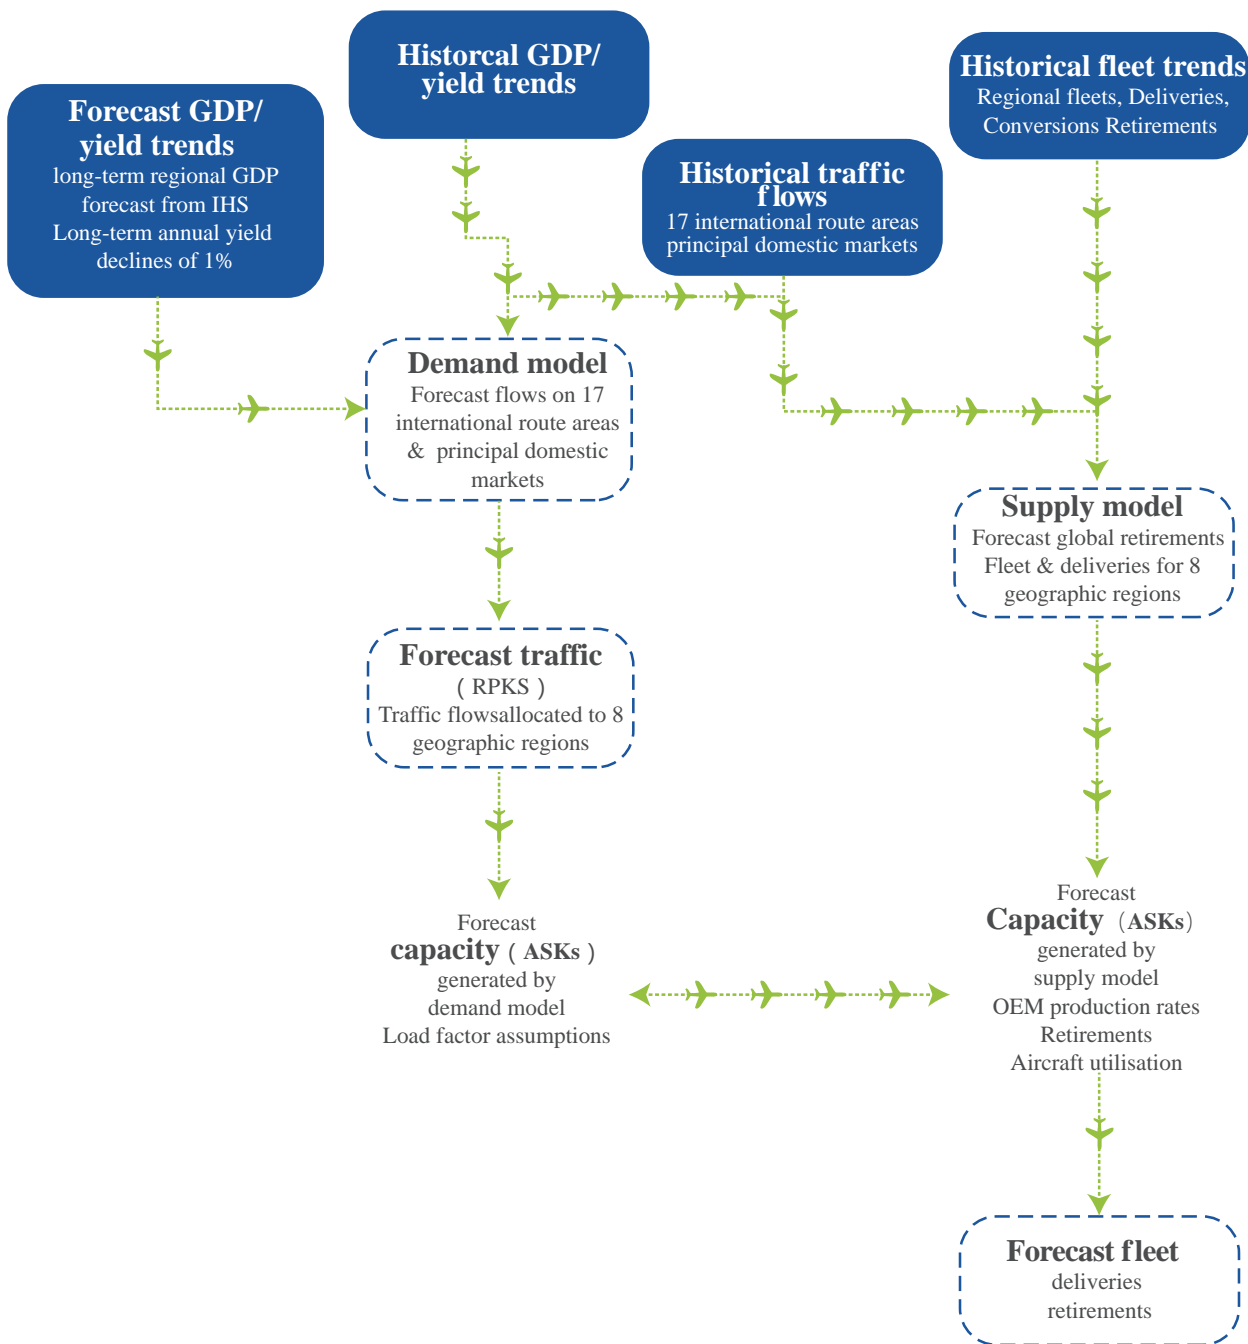 Forecast GDP/
yield trends
long-term regional GDP
forecast from IHS
Long-term annual yield
declines of 1%
Historcal GDP/
yield trends
Historical traffic
flows
17 international route areas
principal domestic markets
Historical fleet trends
Regional fleets, Deliveries,
Conversions Retirements
Demand model
Forecast flows on 17
international route areas
& principal domestic
markets
Supply model
Forecast global retirements
Fleet & deliveries for 8
geographic regions
Forecast traffic
( RPKS )
Traffic flowsallocated to 8
geographic regions
Forecast
capacity ( ASKs )
generated by
demand model
Load factor assumptions
Forecast
Capacity (ASKs)
generated by
supply model
OEM production rates
Retirements
Aircraft utilisation
Forecast fleet
deliveries
retirements